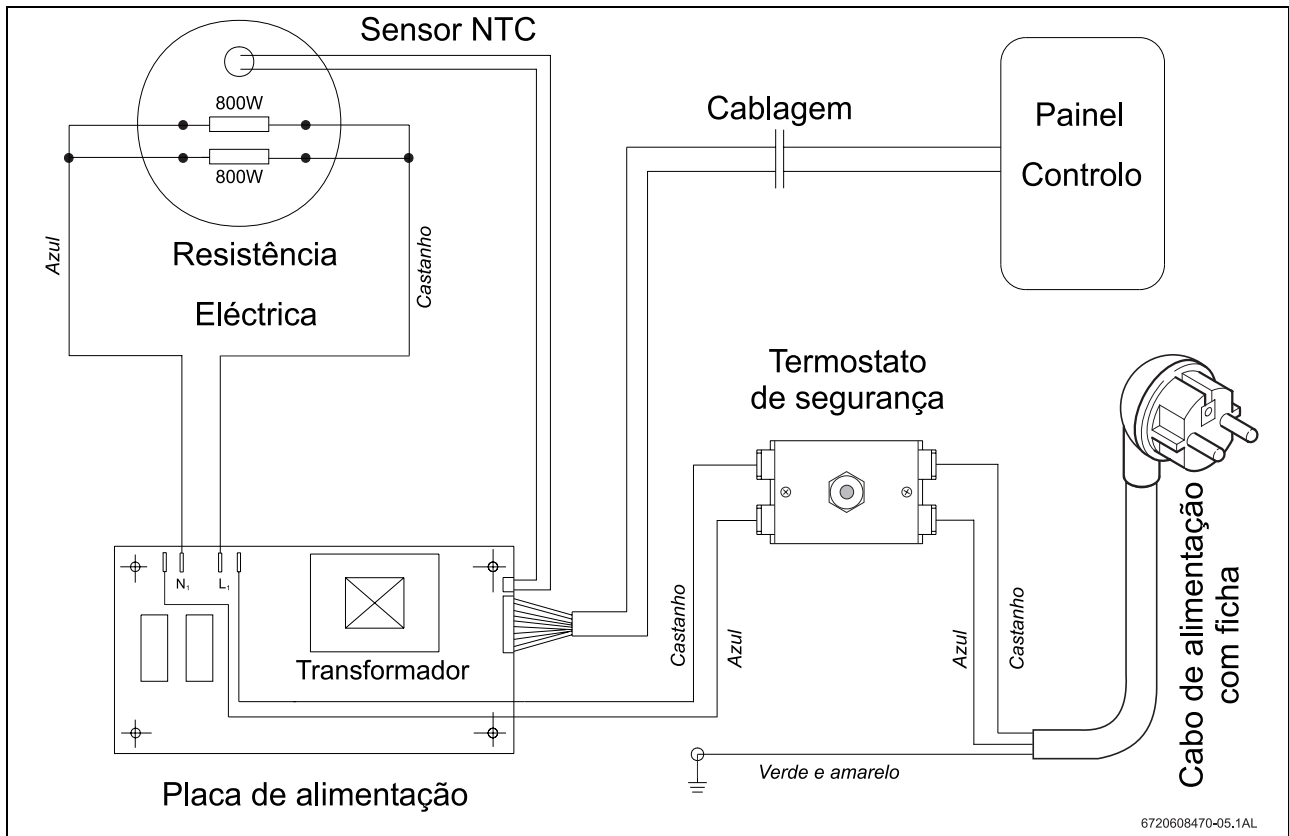 Sensor NTC
800W
800W
Azul
Castanho
Resistência
Eléctrica
Cablagem
Painel
Controlo
Termostato
de segurança
N₁
L₁
Transformador
Castanho
Azul
Azul
Castanho
Cabo de alimentação
com ficha
Verde e amarelo
Placa de alimentação
6720608470-05.1AL